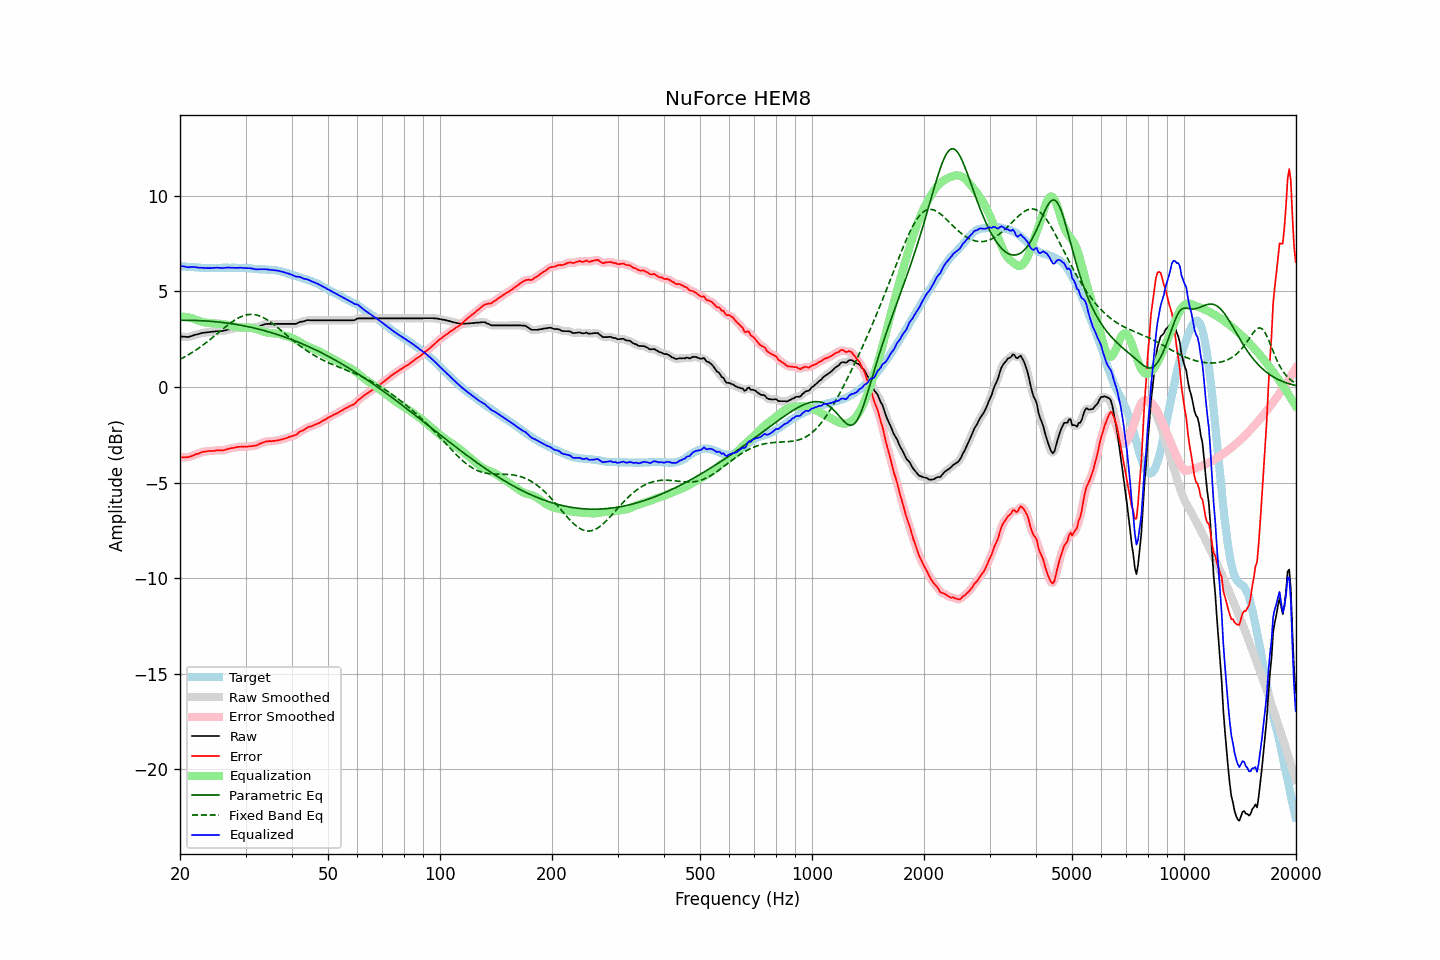 NuForce HEM8
Amplitude (dBr)
10
5
0
−5
−10
−15
−20
Target
Raw Smoothed
Error Smoothed
Raw
Error
Equalization
Parametric Eq
Fixed Band Eq
Equalized
20 50 100 200 500 1000 2000 5000 10000 20000
Frequency (Hz)